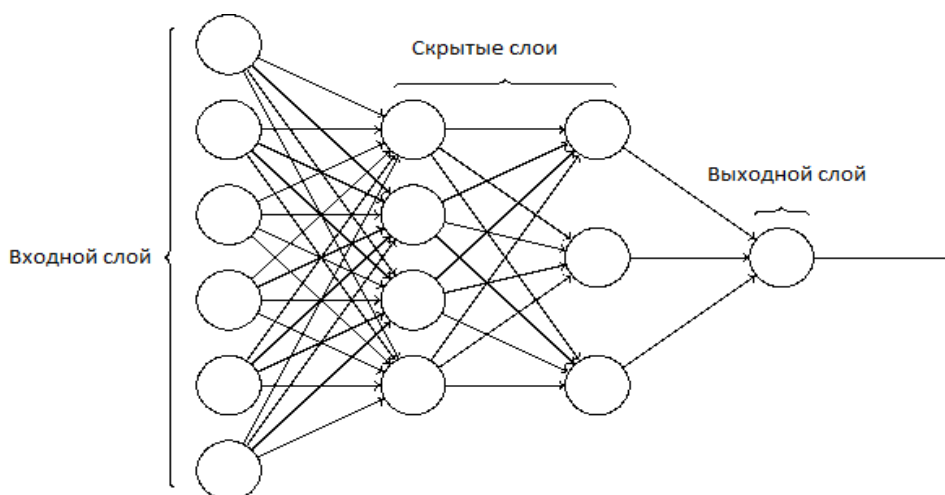 Скрытые слои
Выходной слой
Входной слой